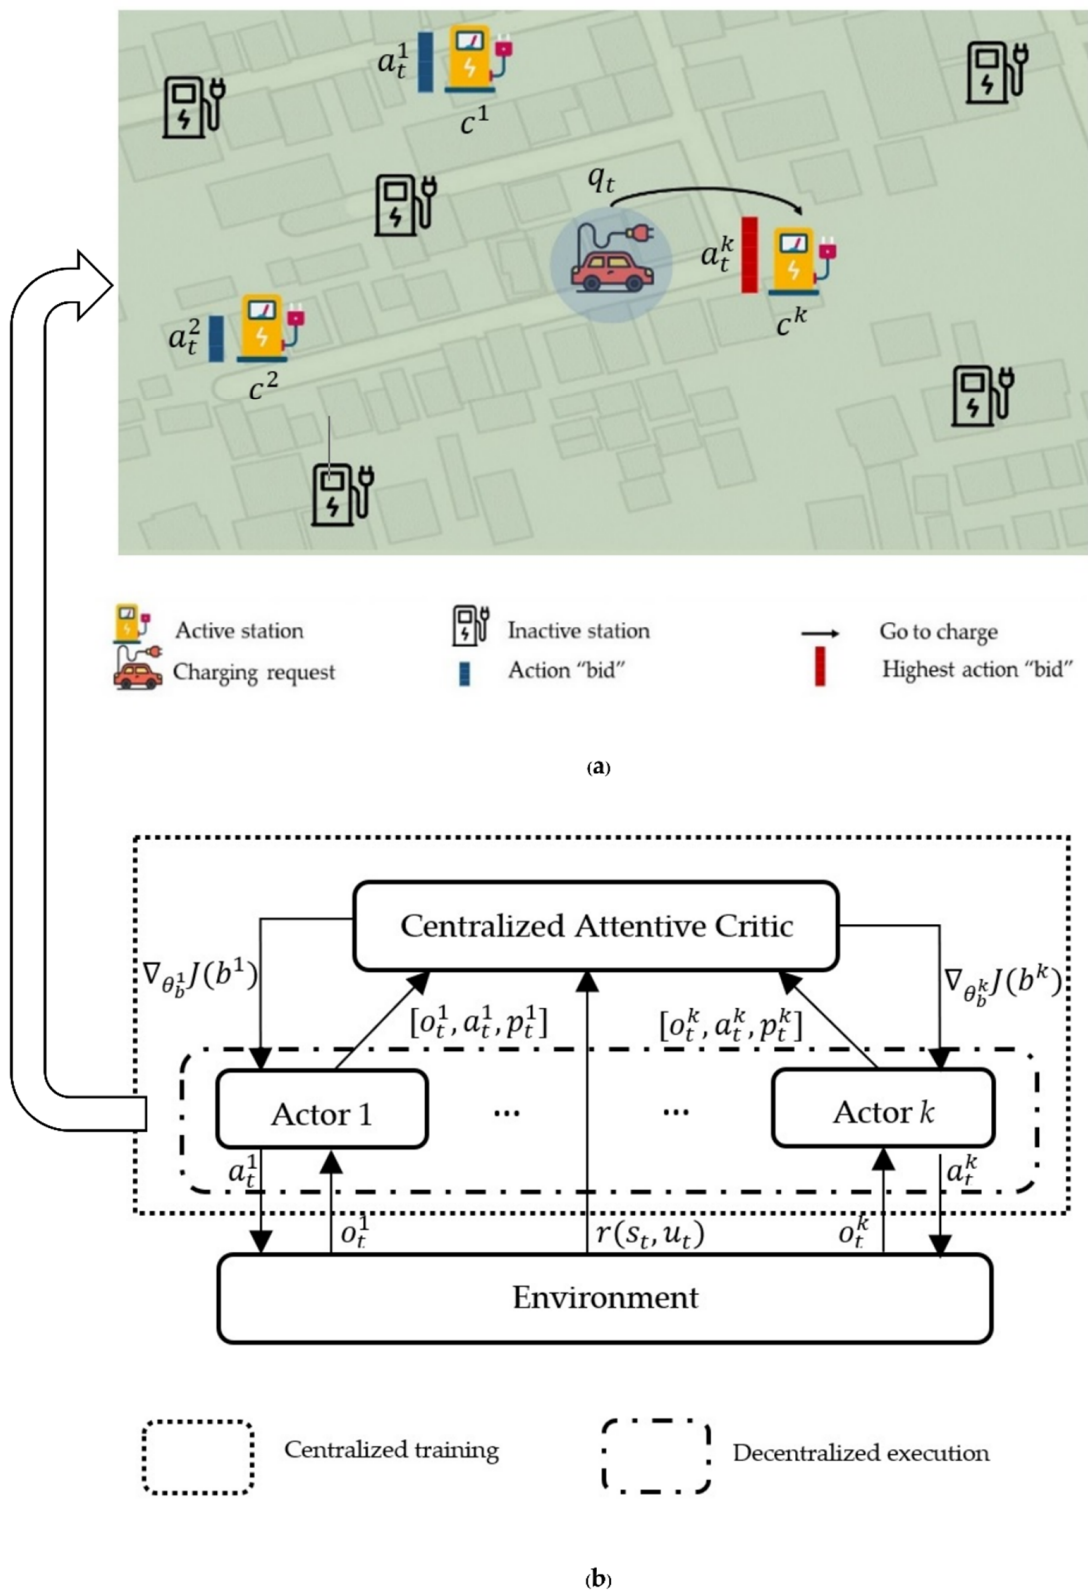 a_t^1
c^1
q_t
a_t^k
c^k
a_t^2
c^2
Active station
Inactive station
Go to charge
Charging request
Action “bid”
Highest action “bid”
(a)
Centralized Attentive Critic
∇_{θ_b^1} J(b^1)
∇_{θ_b^k} J(b^k)
[o_t^1, a_t^1, p_t^1]
[o_t^k, a_t^k, p_t^k]
Actor 1
...
...
Actor k
a_t^1
a_t^k
o_t^1
r(s_t, u_t)
o_t^k
Environment
Centralized training
Decentralized execution
(b)